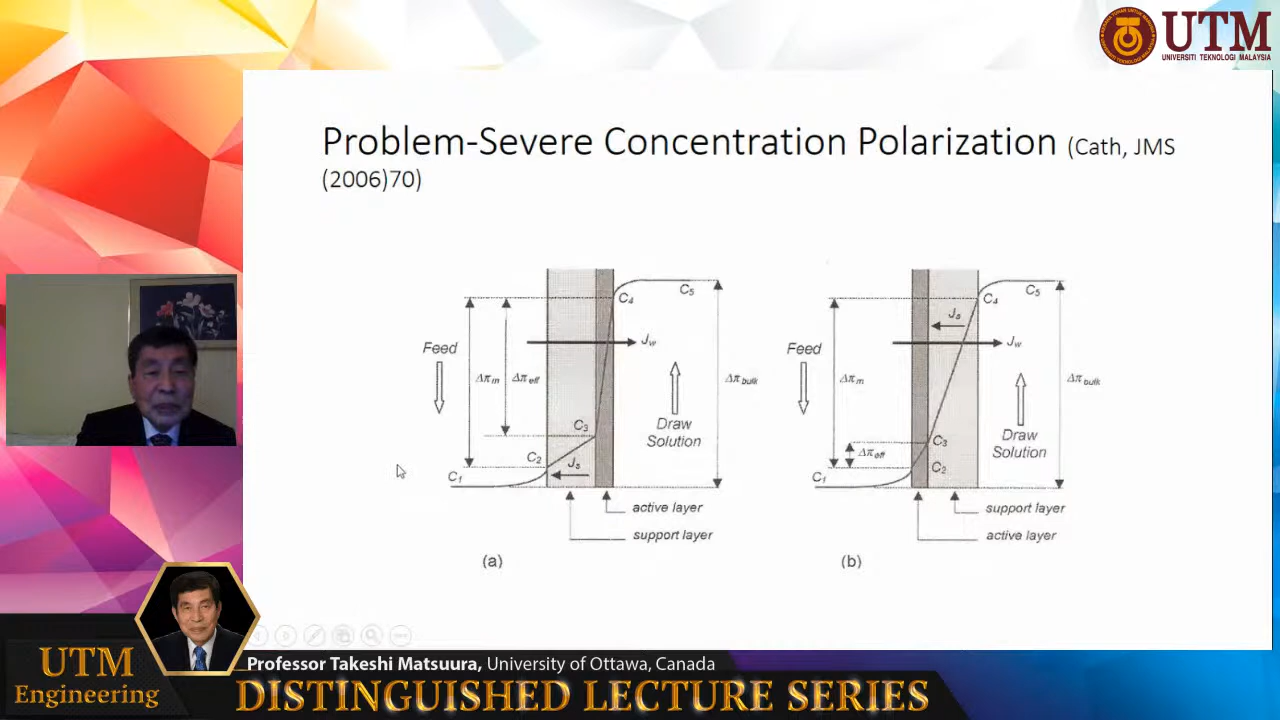 UTM
UNIVERSITI TEKNOLOGI MALAYSIA
Problem-Severe Concentration Polarization (Cath, JMS
(2006)70)
C4
C5
Jw
Feed
Δπm
Δπeff
Δπbulk
C3
Draw
Solution
C2
Js
C1
active layer
support layer
(a)
C4
C5
Js
Jw
Feed
Δπm
Δπbulk
C3
Draw
Solution
Δπeff
C2
C1
support layer
active layer
(b)
Professor Takeshi Matsuura, University of Ottawa, Canada
UTM
Engineering
DISTINGUISHED LECTURE SERIES